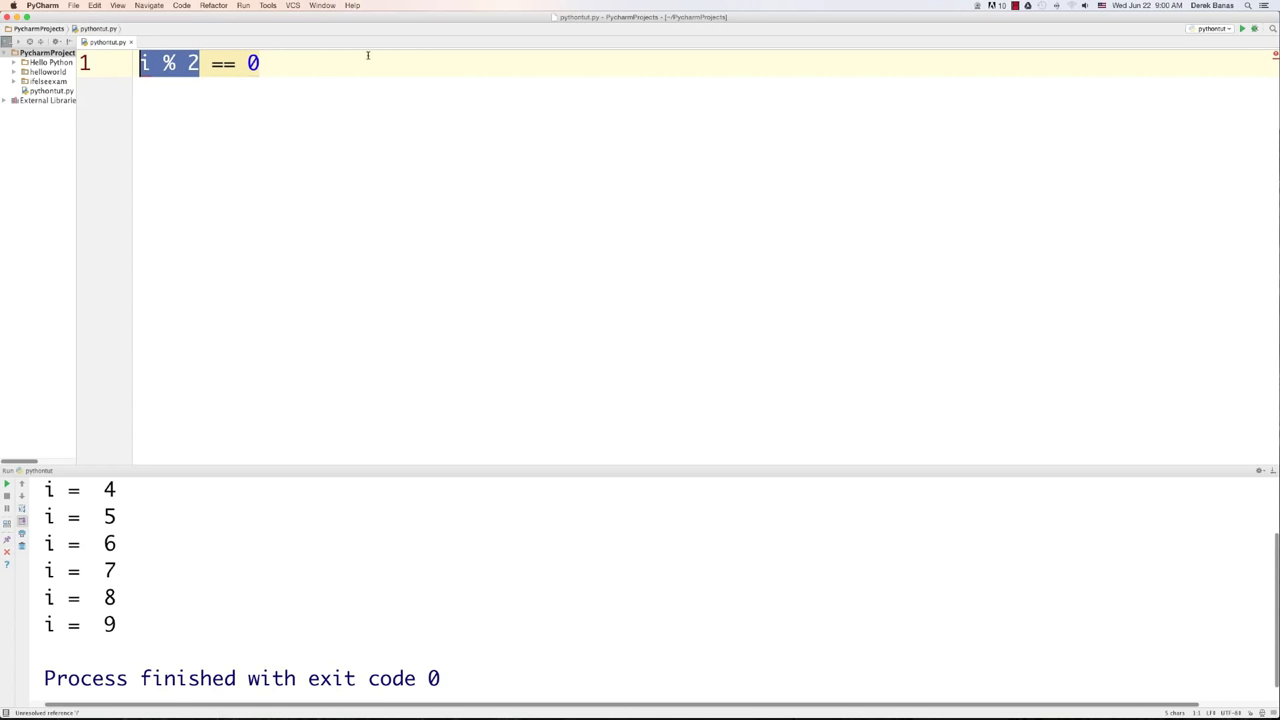 PyCharm File Edit View Navigate Code Refactor Run Tools VCS Window Help 10 Wed Jun 22 9:00 AM Derek Banas
pythontut.py - PycharmProjects - [~/PycharmProjects]
PycharmProjects pythontut.py pythontut
pythontut.py
PycharmProject
Hello Python
helloworld
ifelseexam
pythontut.py
External Librarie
1 i % 2 == 0
Run pythontut
i = 4
i = 5
i = 6
i = 7
i = 8
i = 9
Process finished with exit code 0
Unresolved reference 5 chars 1:1 LF÷ UTF-8÷